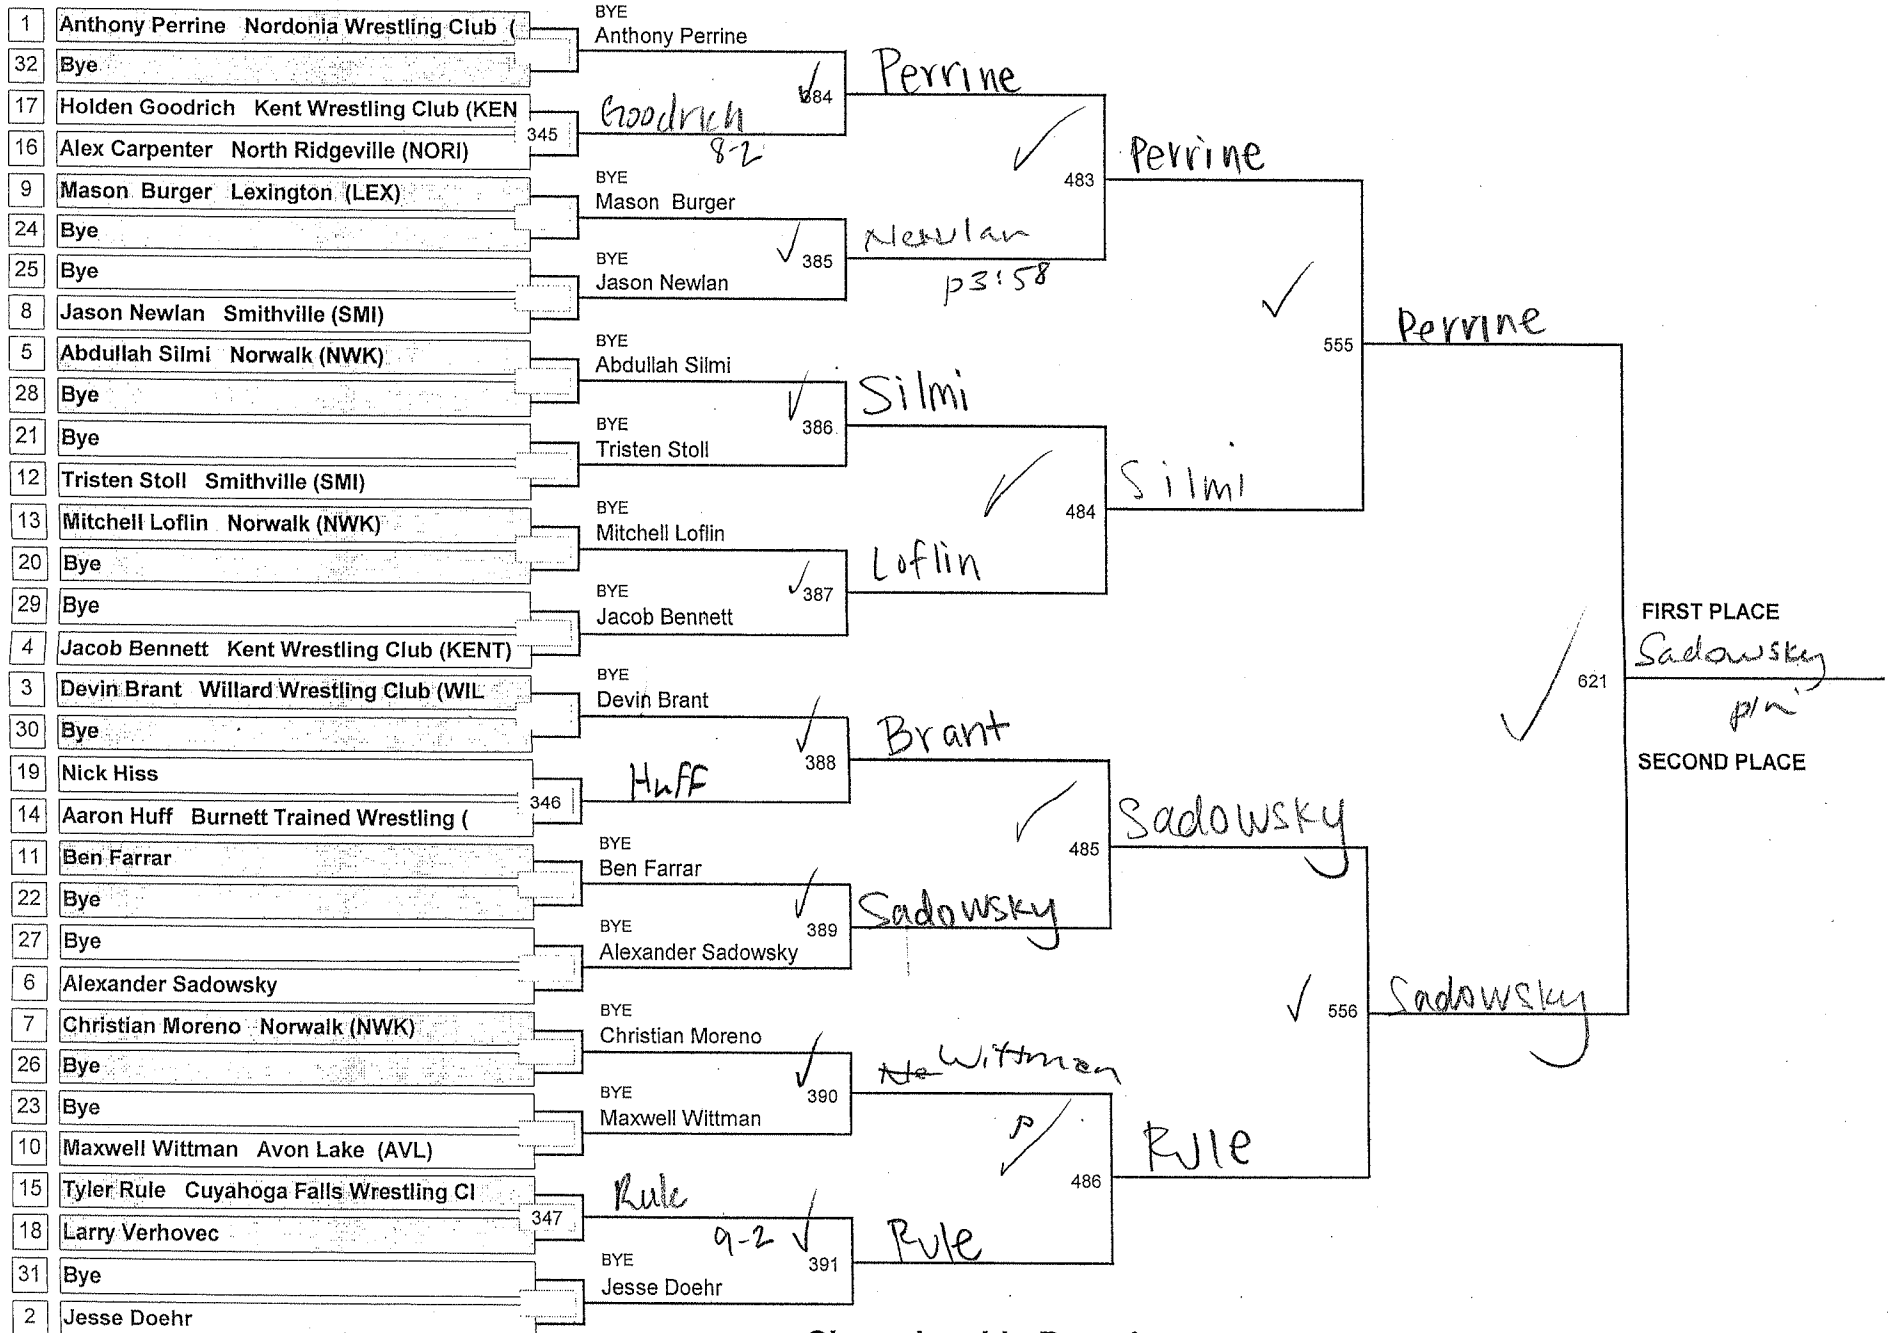 1 Anthony Perrine Nordonia Wrestling Club (
32 Bye
17 Holden Goodrich Kent Wrestling Club (KEN
16 Alex Carpenter North Ridgeville (NORI)
9 Mason Burger Lexington (LEX)
24 Bye
25 Bye
8 Jason Newlan Smithville (SMI)
5 Abdullah Silmi Norwalk (NWK)
28 Bye
21 Bye
12 Tristen Stoll Smithville (SMI)
13 Mitchell Loflin Norwalk (NWK)
20 Bye
29 Bye
4 Jacob Bennett Kent Wrestling Club (KENT)
3 Devin Brant Willard Wrestling Club (WIL
30 Bye
19 Nick Hiss
14 Aaron Huff Burnett Trained Wrestling (
11 Ben Farrar
22 Bye
27 Bye
6 Alexander Sadowsky
7 Christian Moreno Norwalk (NWK)
26 Bye
23 Bye
10 Maxwell Wittman Avon Lake (AVL)
15 Tyler Rule Cuyahoga Falls Wrestling Cl
18 Larry Verhovec
31 Bye
2 Jesse Doehr
345
346
347
BYE
Anthony Perrine
Goodrich
8-2
BYE
Mason Burger
BYE
Jason Newlan
BYE
Abdullah Silmi
BYE
Tristen Stoll
BYE
Mitchell Loflin
BYE
Jacob Bennett
BYE
Devin Brant
Huff
BYE
Ben Farrar
BYE
Alexander Sadowsky
BYE
Christian Moreno
BYE
Maxwell Wittman
Rule
9-2
BYE
Jesse Doehr
384
385
386
387
388
389
390
391
Perrine
Newlan
p3:58
Silmi
Loflin
Brant
Sadowsky
Wittman
p
Rule
483
484
485
486
Perrine
Silmi
Sadowsky
Rule
555
556
Perrine
Sadowsky
621
FIRST PLACE
Sadowsky
pin
SECOND PLACE